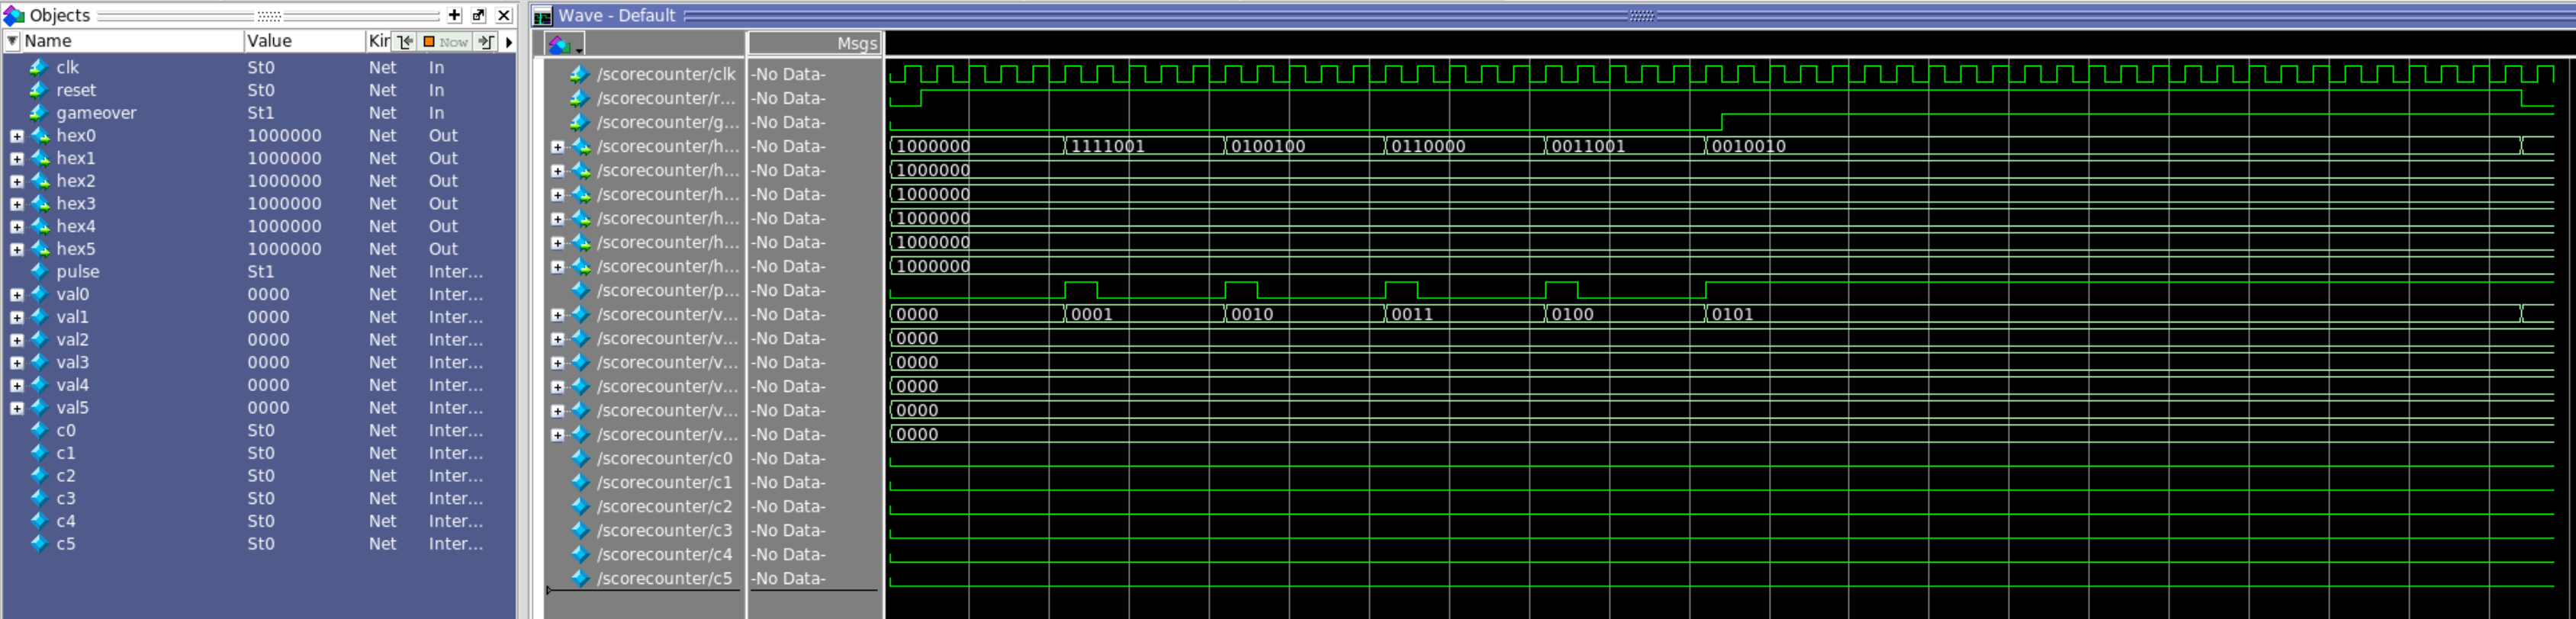 Objects
Name Value Kir Now
clk St0 Net In
reset St0 Net In
gameover St1 Net In
hex0 1000000 Net Out
hex1 1000000 Net Out
hex2 1000000 Net Out
hex3 1000000 Net Out
hex4 1000000 Net Out
hex5 1000000 Net Out
pulse St1 Net Inter...
val0 0000 Net Inter...
val1 0000 Net Inter...
val2 0000 Net Inter...
val3 0000 Net Inter...
val4 0000 Net Inter...
val5 0000 Net Inter...
c0 St0 Net Inter...
c1 St0 Net Inter...
c2 St0 Net Inter...
c3 St0 Net Inter...
c4 St0 Net Inter...
c5 St0 Net Inter...
Wave - Default
Msgs
/scorecounter/clk -No Data-
/scorecounter/r... -No Data-
/scorecounter/g... -No Data-
/scorecounter/h... -No Data- 1000000 1111001 0100100 0110000 0011001 0010010
/scorecounter/h... -No Data- 1000000
/scorecounter/h... -No Data- 1000000
/scorecounter/h... -No Data- 1000000
/scorecounter/h... -No Data- 1000000
/scorecounter/h... -No Data- 1000000
/scorecounter/p... -No Data-
/scorecounter/v... -No Data- 0000 0001 0010 0011 0100 0101
/scorecounter/v... -No Data- 0000
/scorecounter/v... -No Data- 0000
/scorecounter/v... -No Data- 0000
/scorecounter/v... -No Data- 0000
/scorecounter/v... -No Data- 0000
/scorecounter/c0 -No Data-
/scorecounter/c1 -No Data-
/scorecounter/c2 -No Data-
/scorecounter/c3 -No Data-
/scorecounter/c4 -No Data-
/scorecounter/c5 -No Data-